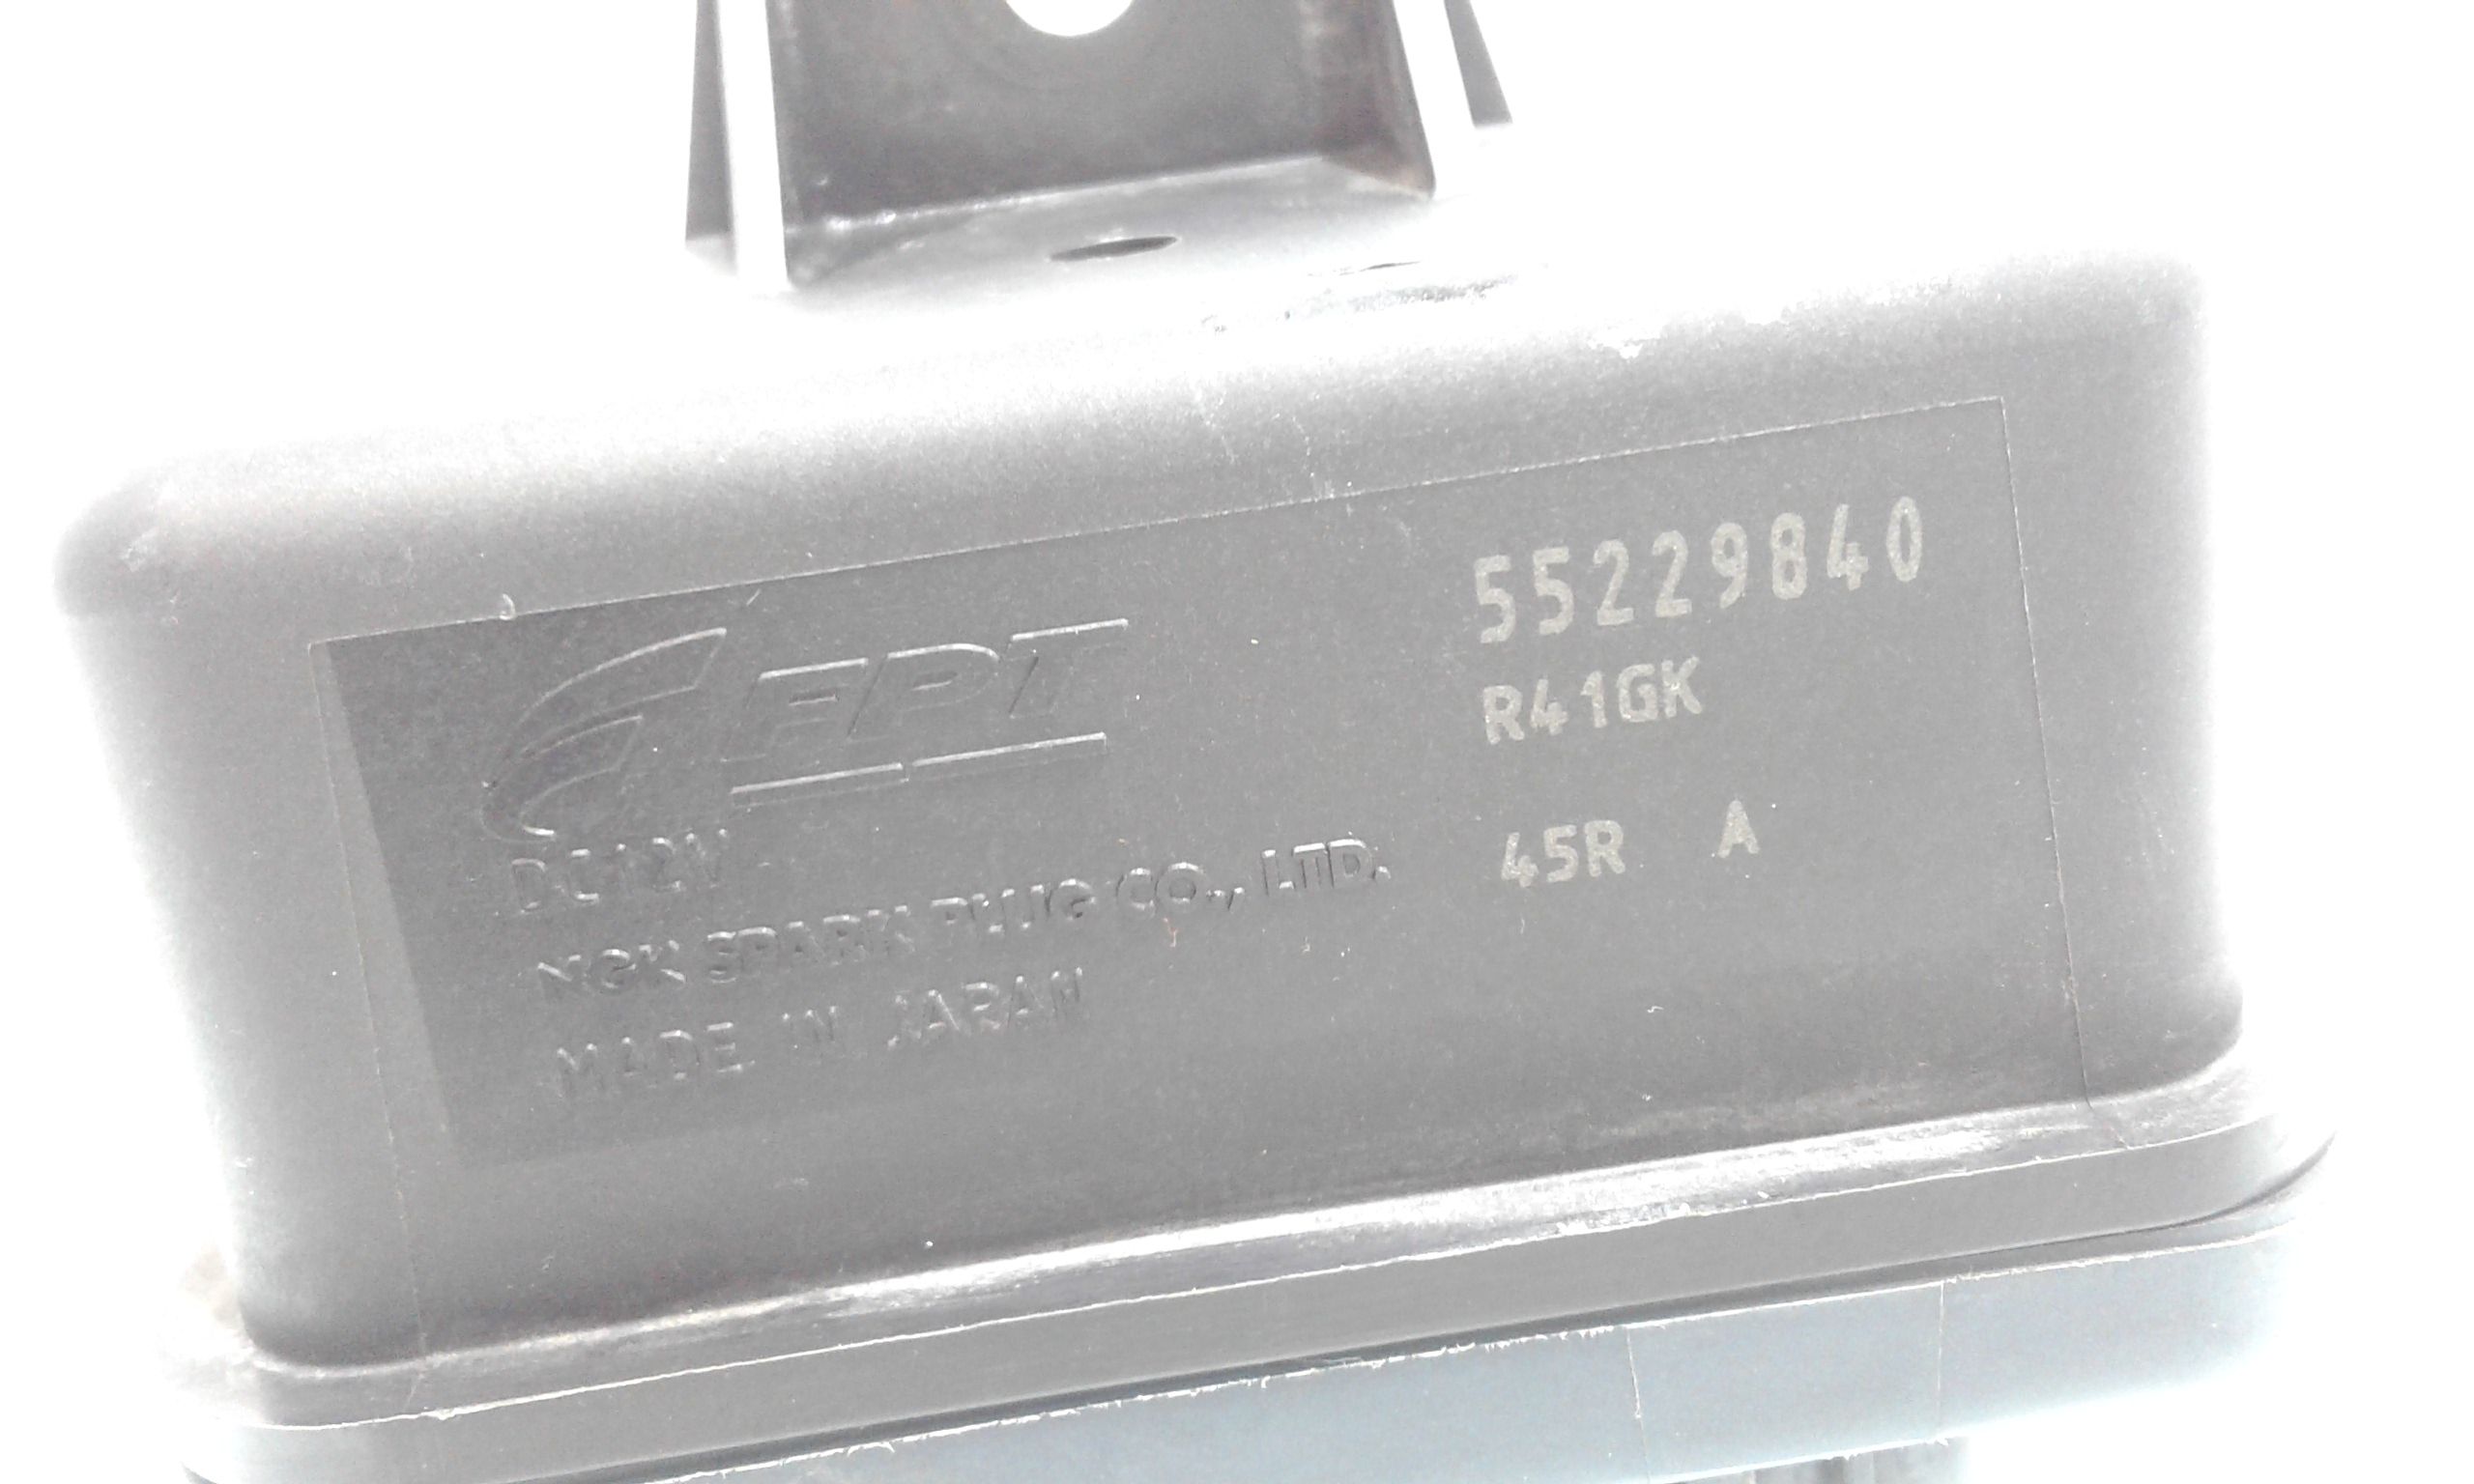 FPT
DC12V
NGK SPARK PLUG CO., LTD.
MADE IN JAPAN
55229840
R41GK
45R A